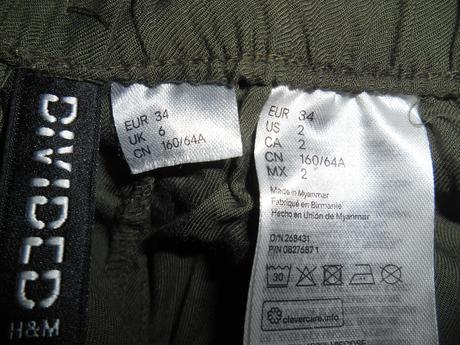 DIVIDED
H&M
EUR 34
UK 6
CN 160/64A
EUR 34
US 2
CA 2
CN 160/64A
MX 2
Made in Myanmar
Fabriqué en Birmanie
Hecho en Unión de Myanmar
O/N 268431
P/N 0827687 1
30
clevercare.info